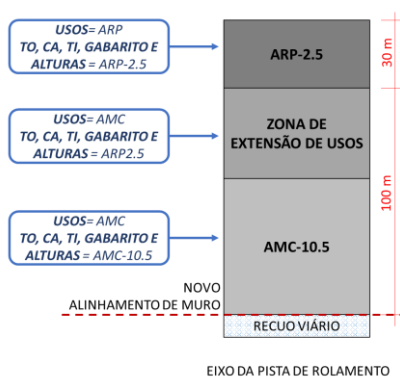 USOS= ARP
TO, CA, TI, GABARITO E
ALTURAS = ARP-2.5
ARP-2.5
30 m
USOS= AMC
TO, CA, TI, GABARITO E
ALTURAS = ARP2.5
ZONA DE
EXTENSÃO DE USOS
100 m
USOS= AMC
TO, CA, TI, GABARITO E
ALTURAS = AMC-10.5
AMC-10.5
NOVO
ALINHAMENTO DE MURO
RECUO VIÁRIO
EIXO DA PISTA DE ROLAMENTO